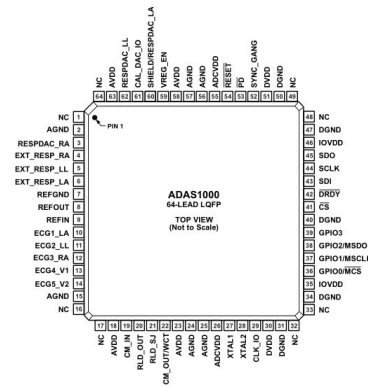 NC
AVDD
RESPDAC_LL
CAL_DAC_IO
SHIELD/RESPDAC_LA
VREG_EN
AVDD
AGND
AGND
ADCVDD
RESET
PD
SYNC_GANG
DVDD
DGND
NC
64 63 62 61 60 59 58 57 56 55 54 53 52 51 50 49
NC 1
AGND 2
RESPDAC_RA 3
EXT_RESP_RA 4
EXT_RESP_LL 5
EXT_RESP_LA 6
REFGND 7
REFOUT 8
REFIN 9
ECG1_LA 10
ECG2_LL 11
ECG3_RA 12
ECG4_V1 13
ECG5_V2 14
AGND 15
NC 16
PIN 1
ADAS1000
64-LEAD LQFP
TOP VIEW
(Not to Scale)
48 NC
47 DGND
46 IOVDD
45 SDO
44 SCLK
43 SDI
42 DRDY
41 CS
40 DGND
39 GPIO3
38 GPIO2/MSDO
37 GPIO1/MSCLK
36 GPIO0/MCS
35 IOVDD
34 DGND
33 NC
17 18 19 20 21 22 23 24 25 26 27 28 29 30 31 32
NC
AVDD
CM_IN
RLD_OUT
RLD_SJ
CM_OUT/WCT
AVDD
AGND
AGND
ADCVDD
XTAL1
XTAL2
CLK_IO
DVDD
DGND
NC